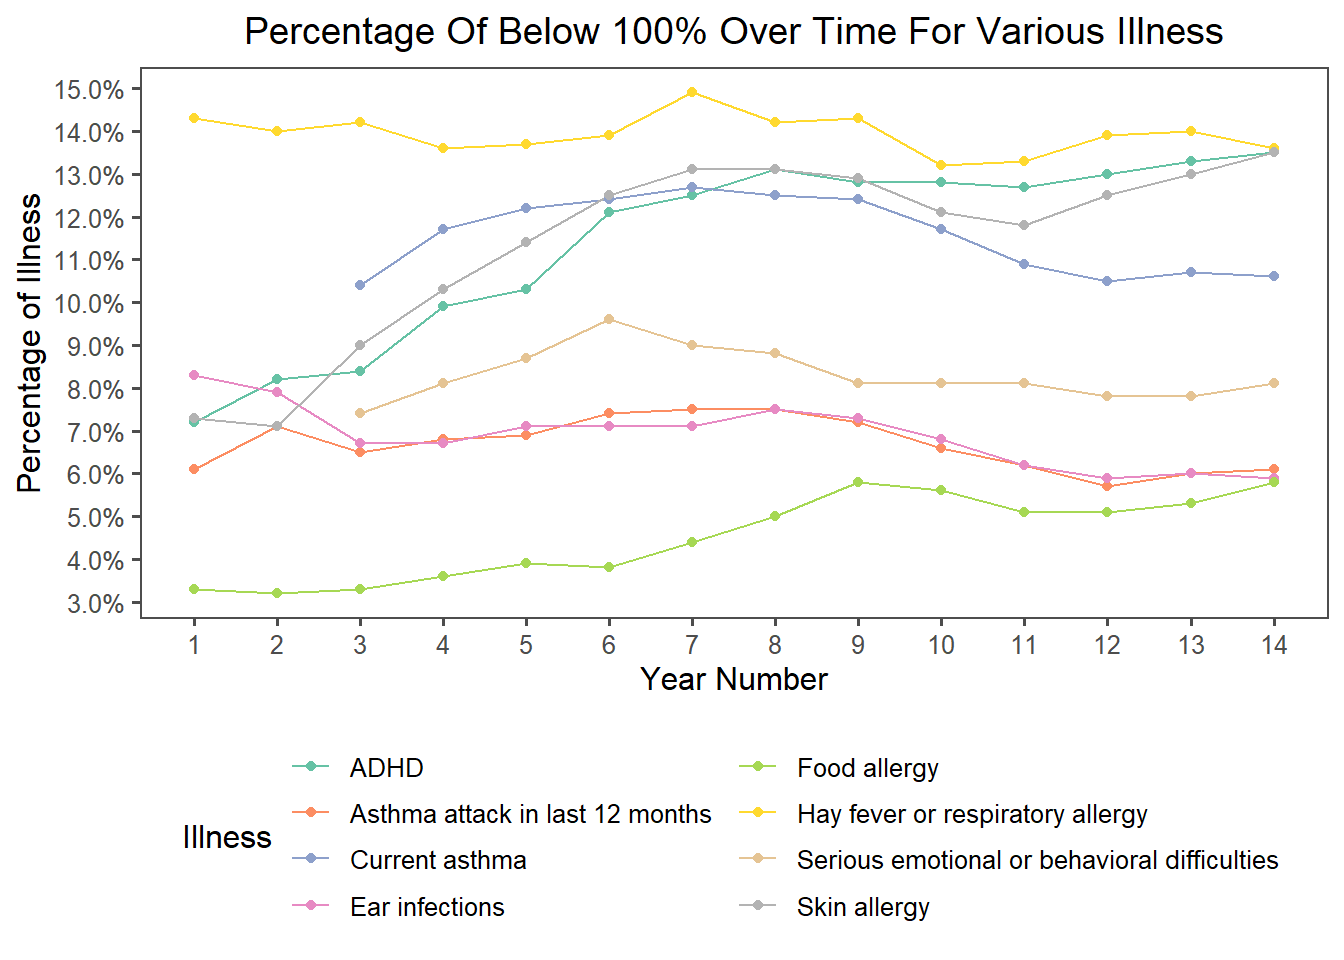 Percentage Of Below 100% Over Time For Various Illness
15.0%
14.0%
13.0%
12.0%
11.0%
10.0%
9.0%
8.0%
7.0%
6.0%
5.0%
4.0%
3.0%
Percentage of Illness
1 2 3 4 5 6 7 8 9 10 11 12 13 14
Year Number
Illness
ADHD
Asthma attack in last 12 months
Current asthma
Ear infections
Food allergy
Hay fever or respiratory allergy
Serious emotional or behavioral difficulties
Skin allergy